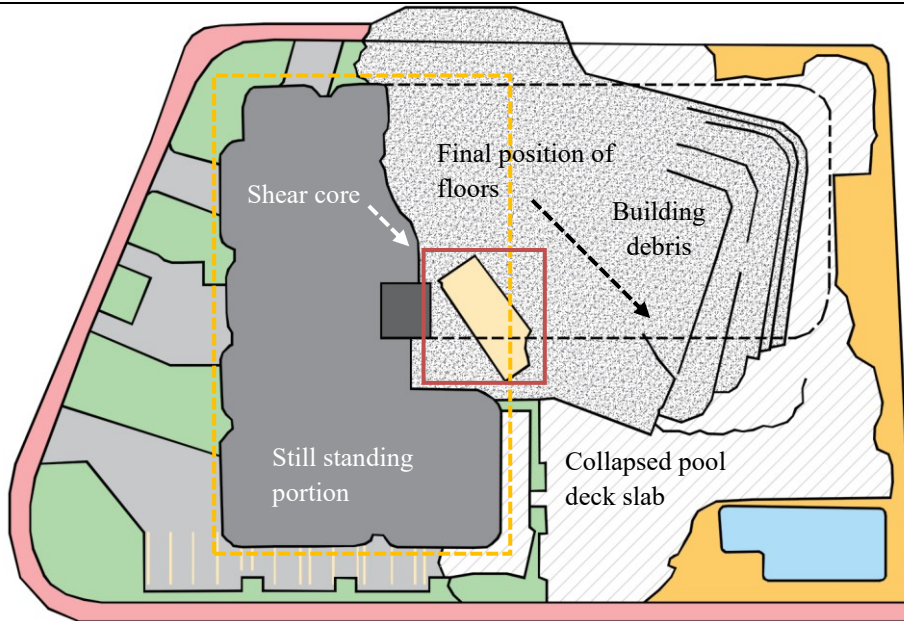 Final position of
floors
Shear core
Building
debris
Still standing
portion
Collapsed pool
deck slab